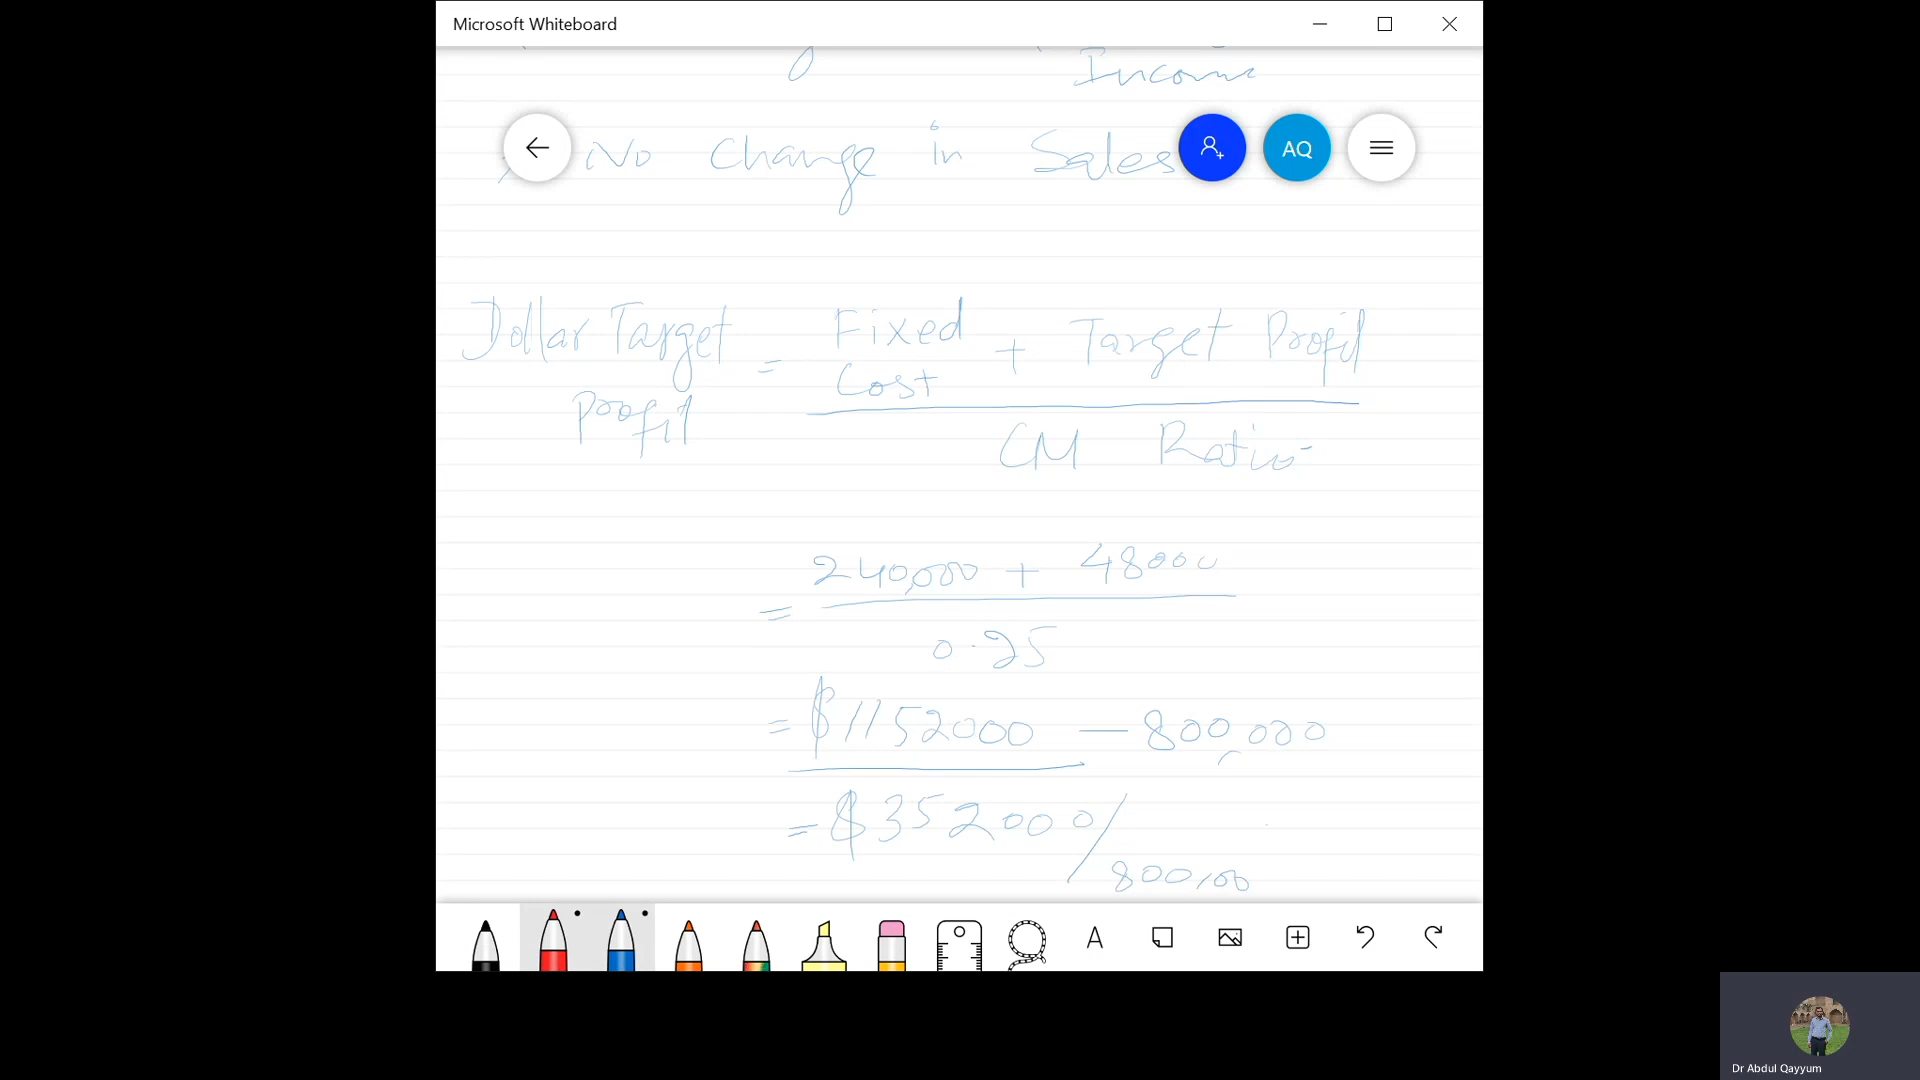 Microsoft Whiteboard
Income
No Change in Sales
AQ
Dollar Target Profit = Fixed Cost + Target Profit
CM Ratio
= 240,000 + 48000
0.25
= $1152000 — 800,000
= $352000/800,00
Dr Abdul Qayyum